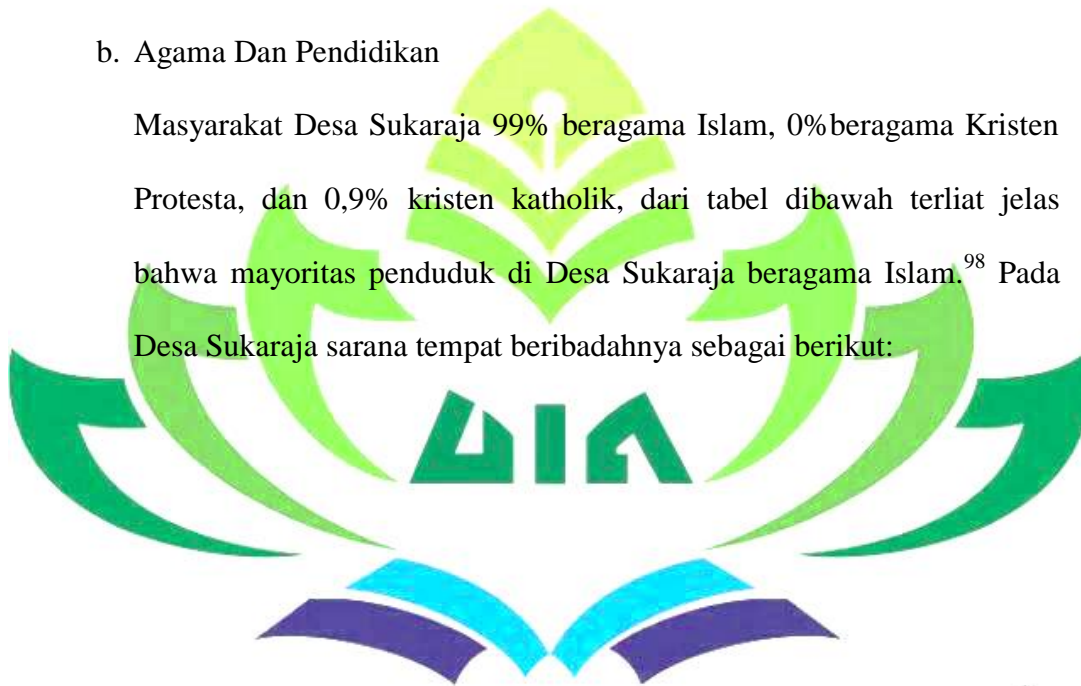 b. Agama Dan Pendidikan
Masyarakat Desa Sukaraja 99% beragama Islam, 0%beragama Kristen
Protesta, dan 0,9% kristen katholik, dari tabel dibawah terliat jelas
bahwa mayoritas penduduk di Desa Sukaraja beragama Islam.98 Pada
Desa Sukaraja sarana tempat beribadahnya sebagai berikut:
UIN